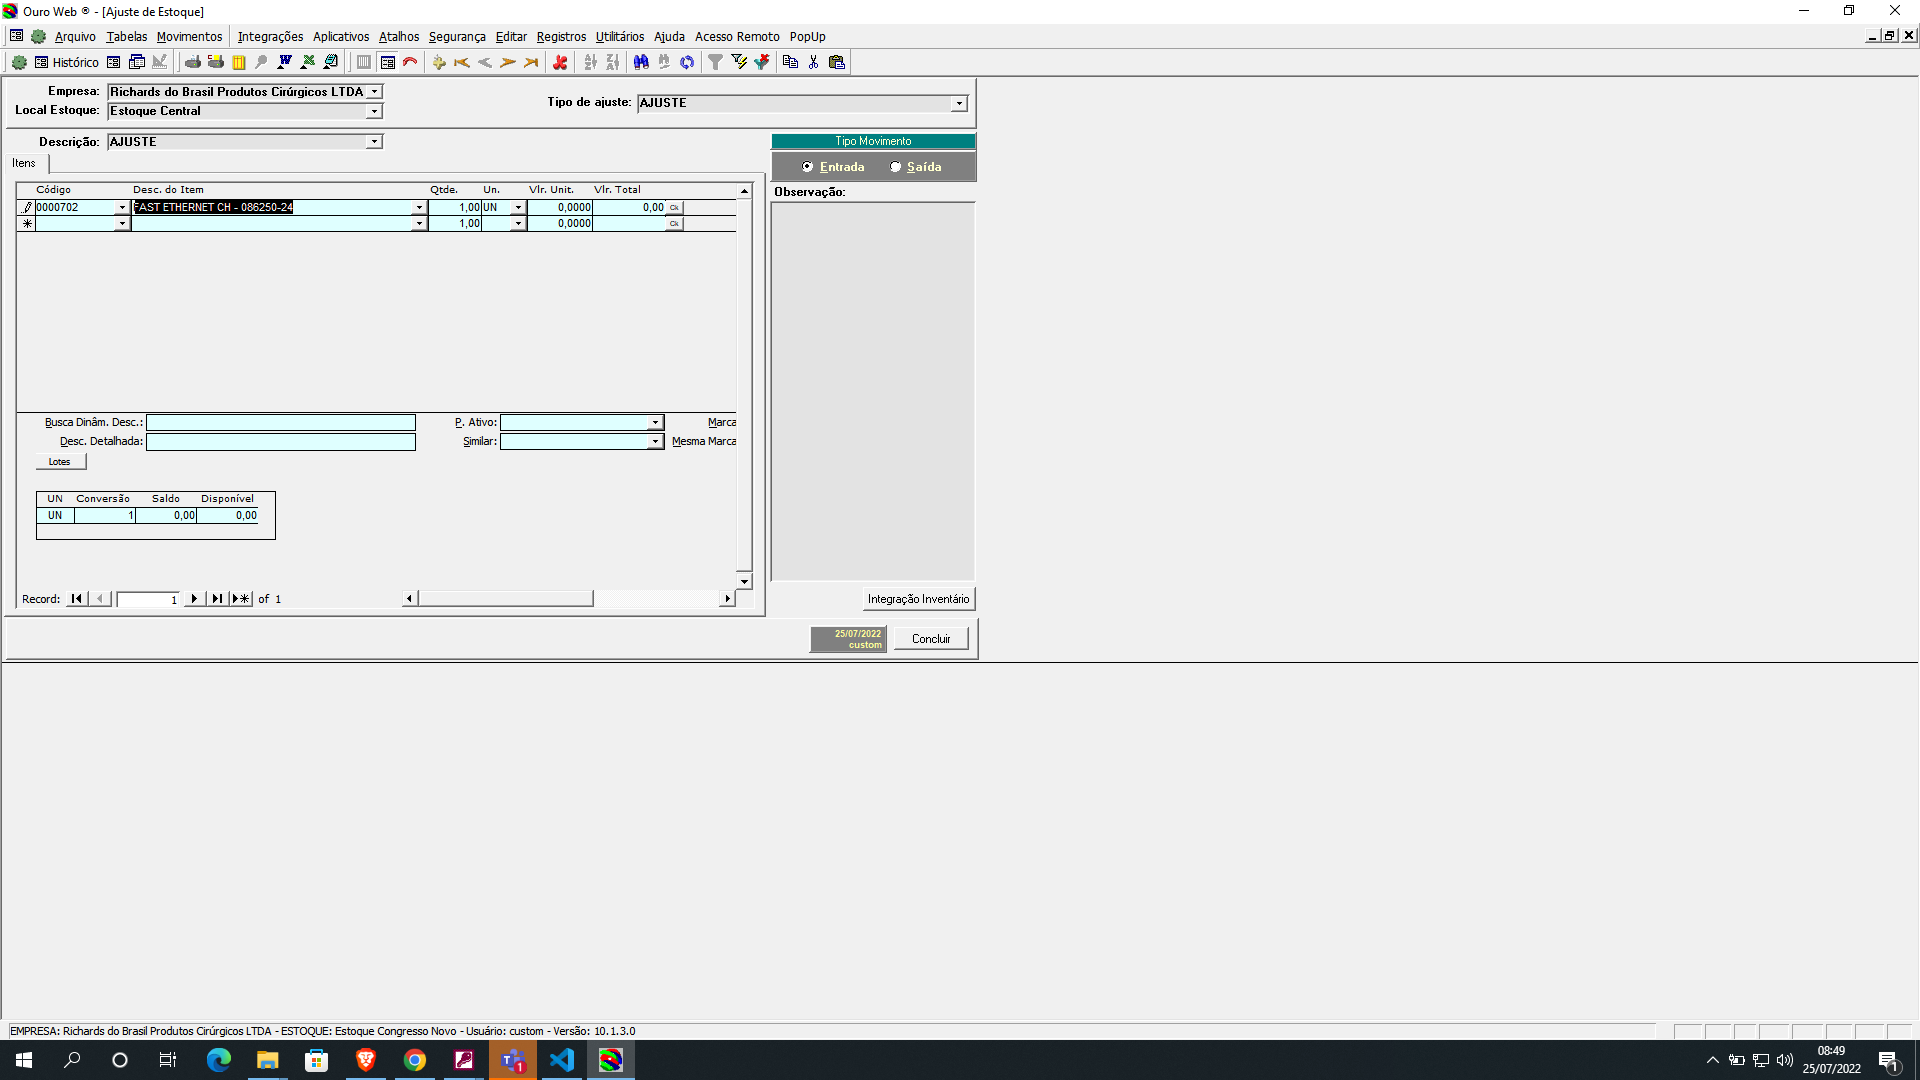 Ouro Web ® - [Ajuste de Estoque]
Arquivo Tabelas Movimentos Integrações Aplicativos Atalhos Segurança Editar Registros Utilitários Ajuda Acesso Remoto PopUp
Histórico
Empresa: Richards do Brasil Produtos Cirúrgicos LTDA
Local Estoque: Estoque Central
Tipo de ajuste: AJUSTE
Descrição: AJUSTE
Tipo Movimento
Entrada Saída
Observação:
Itens
Código Desc. do Item Qtde. Un. Vlr. Unit. Vlr. Total
0000702 FAST ETHERNET CH - 086250-24 1,00 UN 0,0000 0,00 Ok
1,00 0,0000 Ok
Busca Dinâm. Desc.: P. Ativo: Marca
Desc. Detalhada: Similar: Mesma Marca
Lotes
UN Conversão Saldo Disponível
UN 1 0,00 0,00
Record: 1 of 1
Integração Inventário
25/07/2022
custom
Concluir
EMPRESA: Richards do Brasil Produtos Cirúrgicos LTDA - ESTOQUE: Estoque Congresso Novo - Usuário: custom - Versão: 10.1.3.0
08:49
25/07/2022